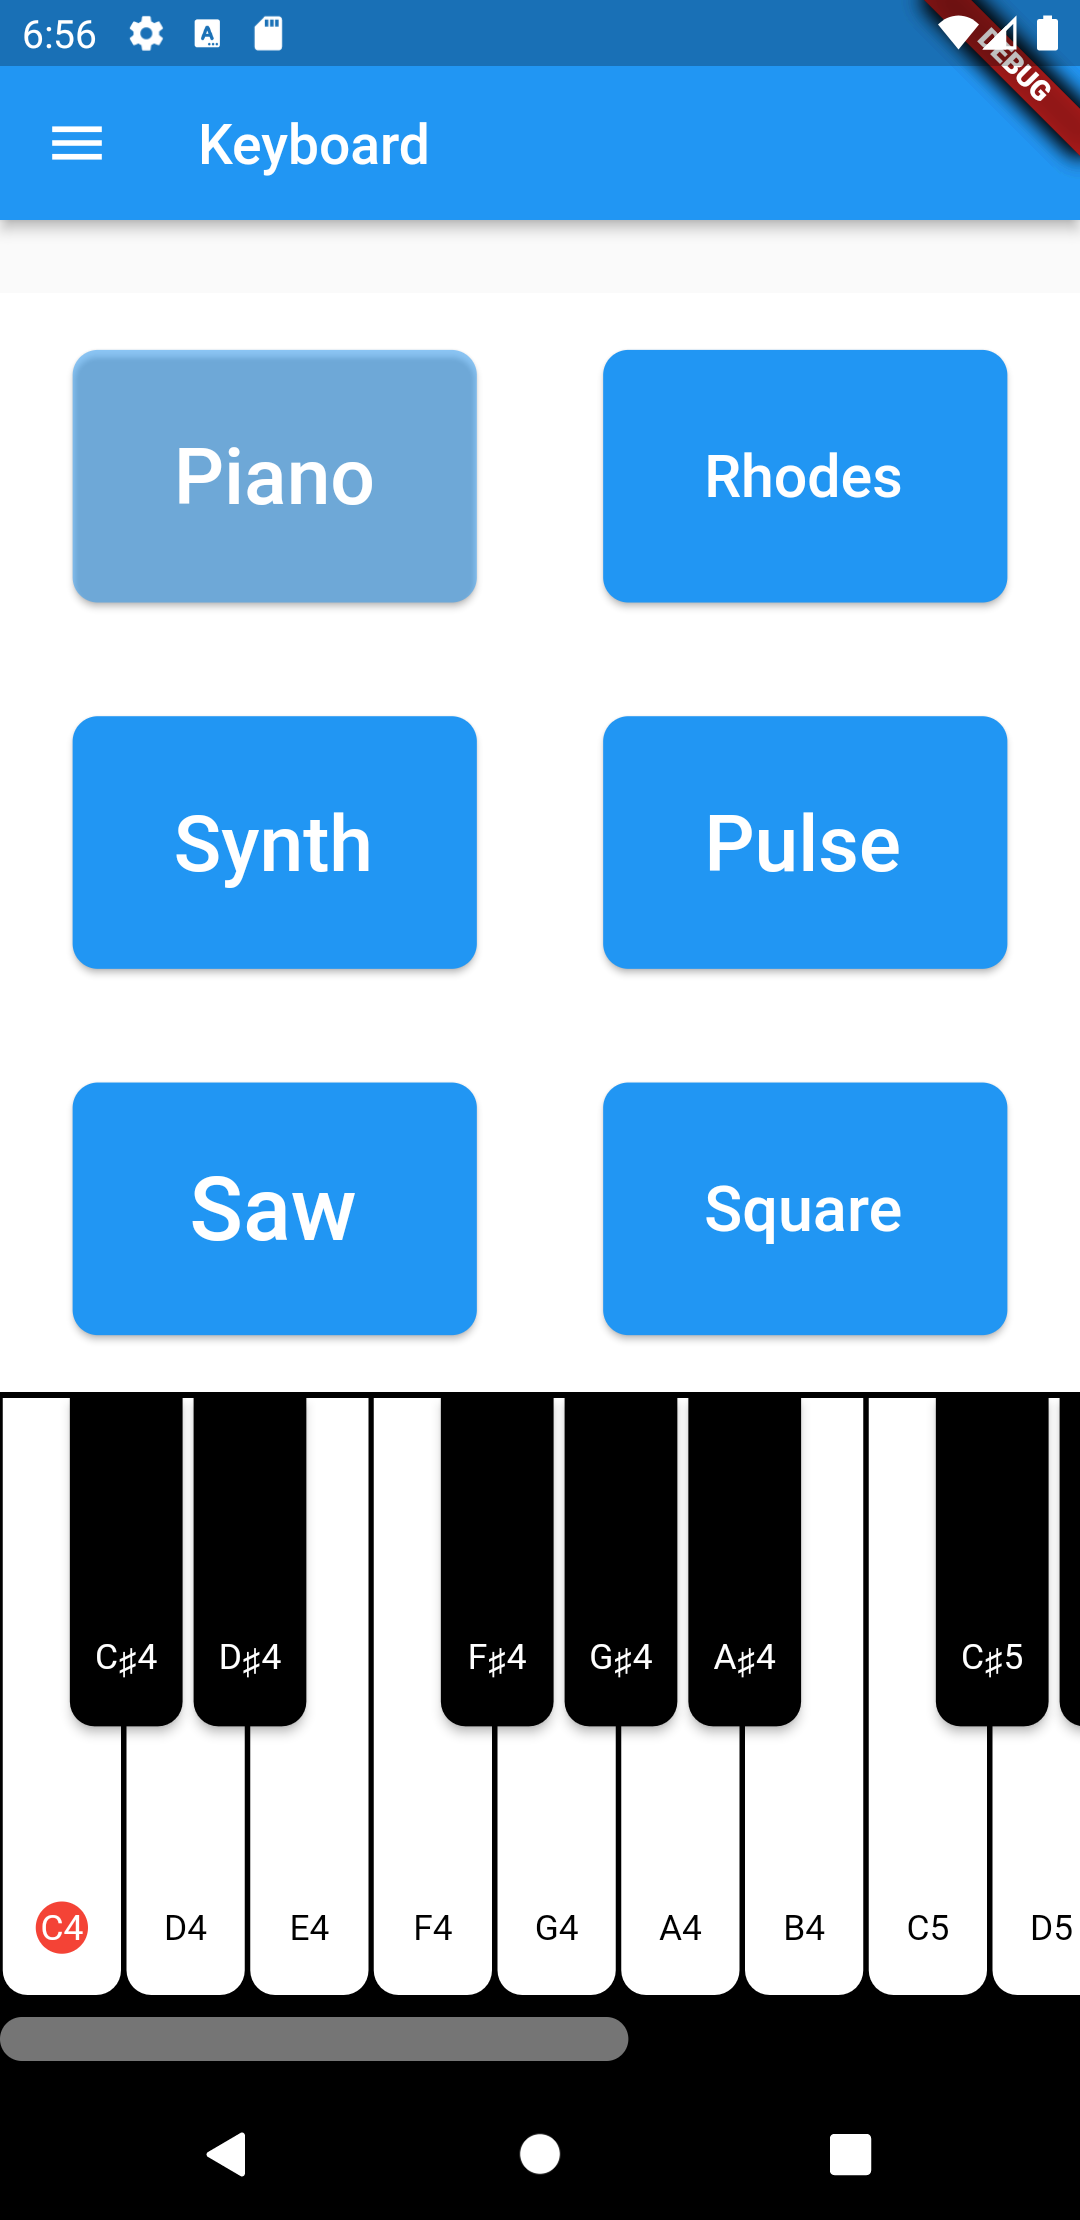 6:56
DEBUG
Keyboard
Piano
Rhodes
Synth
Pulse
Saw
Square
C♯4 D♯4 F♯4 G♯4 A♯4 C♯5
C4 D4 E4 F4 G4 A4 B4 C5 D5